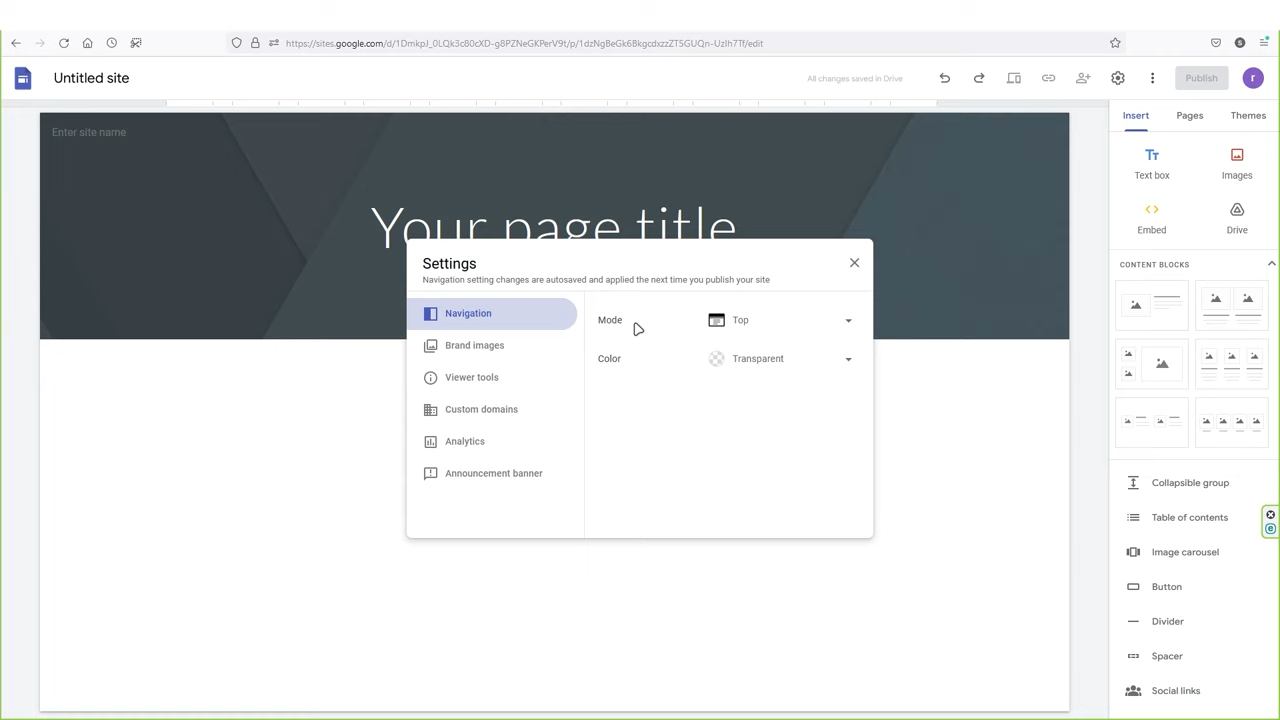 https://sites.google.com/d/1DmkpJ_0LQk3c80cXD-g8PZNeGKPerV9t/p/1dzNgBeGk6BkgcdxzzZT5GUQn-UzIh7Tf/edit
Untitled site
All changes saved in Drive
Publish
r
Enter site name
Your page title
Settings
Navigation setting changes are autosaved and applied the next time you publish your site
Navigation
Brand images
Viewer tools
Custom domains
Analytics
Announcement banner
Mode
Top
Color
Transparent
Insert
Pages
Themes
Text box
Images
Embed
Drive
CONTENT BLOCKS
Collapsible group
Table of contents
Image carousel
Button
Divider
Spacer
Social links